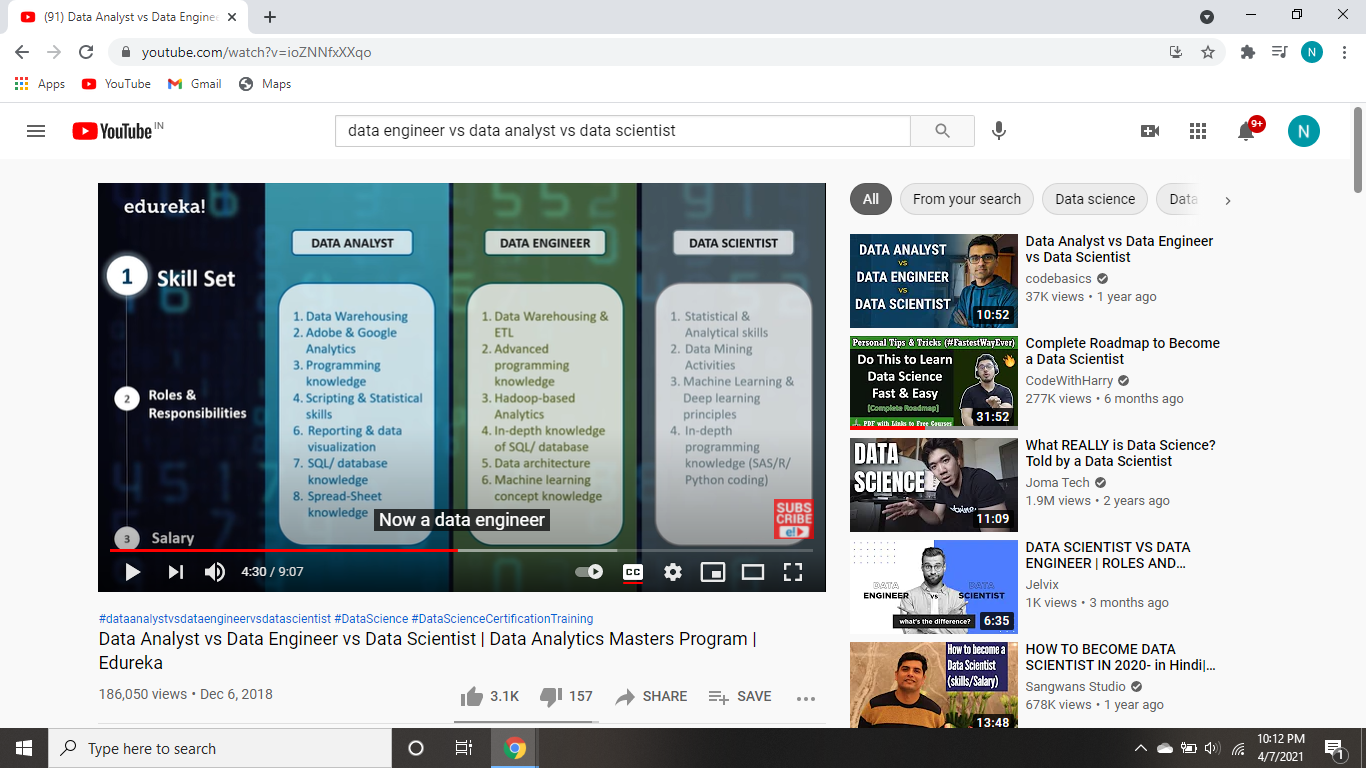 (91) Data Analyst vs Data Enginee
youtube.com/watch?v=ioZNNfxXXqo
N
Apps
YouTube
Gmail
Maps
YouTube IN
data engineer vs data analyst vs data scientist
9+
N
edureka!
1 Skill Set
2 Roles &
Responsibilities
3 Salary
DATA ANALYST
1. Data Warehousing
2. Adobe & Google
Analytics
3. Programming
knowledge
4. Scripting & Statistical
skills
6. Reporting & data
visualization
7. SQL/ database
knowledge
8. Spread-Sheet
knowledge
DATA ENGINEER
1. Data Warehousing &
ETL
2. Advanced
programming
knowledge
3. Hadoop-based
Analytics
4. In-depth knowledge
of SQL/ database
5. Data architecture
6. Machine learning
concept knowledge
DATA SCIENTIST
1. Statistical &
Analytical skills
2. Data Mining
Activities
3. Machine Learning &
Deep learning
principles
4. In-depth
programming
knowledge (SAS/R/
Python coding)
SUBS
CRIBE
e!
Now a data engineer
4:30 / 9:07
CC
#dataanalystvsdataengineervsdatascientist #DataScience #DataScienceCertificationTraining
Data Analyst vs Data Engineer vs Data Scientist | Data Analytics Masters Program |
Edureka
186,050 views • Dec 6, 2018
3.1K
157
SHARE
SAVE
All
From your search
Data science
Data
DATA ANALYST
VS
DATA ENGINEER
VS
DATA SCIENTIST
10:52
Data Analyst vs Data Engineer
vs Data Scientist
codebasics
37K views • 1 year ago
Personal Tips & Tricks (#FastestWayEver)
Do This to Learn
Data Science
Fast & Easy
[Complete Roadmap]
PDF with Links to Free Courses
31:52
Complete Roadmap to Become
a Data Scientist
CodeWithHarry
277K views • 6 months ago
DATA
SCIENCE
11:09
What REALLY is Data Science?
Told by a Data Scientist
Joma Tech
1.9M views • 2 years ago
DATA
ENGINEER
VS
DATA
SCIENTIST
what's the difference?
6:35
DATA SCIENTIST VS DATA
ENGINEER | ROLES AND...
Jelvix
1K views • 3 months ago
How to become a
Data Scientist
(skills/Salary)
13:48
HOW TO BECOME DATA
SCIENTIST IN 2020- in Hindi|...
Sangwans Studio
678K views • 1 year ago
Type here to search
10:12 PM
4/7/2021
1